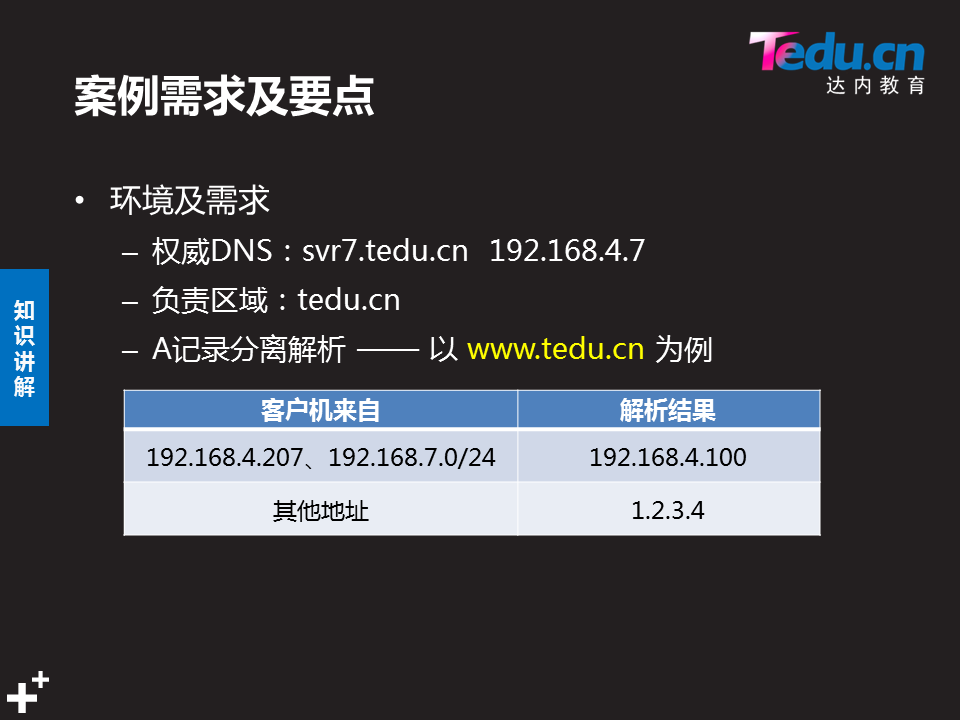 Tedu.cn
达内教育
案例需求及要点
• 环境及需求
– 权威DNS：svr7.tedu.cn 192.168.4.7
– 负责区域：tedu.cn
– A记录分离解析 —— 以 www.tedu.cn 为例
知识讲解
客户机来自 解析结果
192.168.4.207、192.168.7.0/24 192.168.4.100
其他地址 1.2.3.4